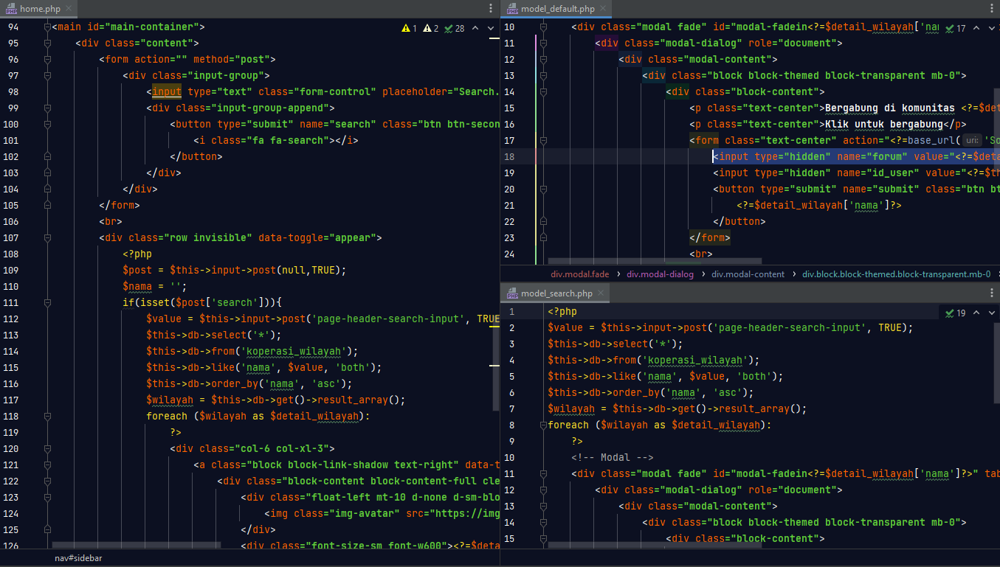 home.php
94 <main id="main-container">
95 <div class="content">
96 <form action="" method="post">
97 <div class="input-group">
98 <input type="text" class="form-control" placeholder="Search.
99 <div class="input-group-append">
100 <button type="submit" name="search" class="btn btn-secon
101 <i class="fa fa-search"></i>
102 </button>
103 </div>
104 </div>
105 </form>
106 <br>
107 <div class="row invisible" data-toggle="appear">
108 <?php
109 $post = $this->input->post(null,TRUE);
110 $nama = '';
111 if(isset($post['search'])){
112 $value = $this->input->post('page-header-search-input', TRUE
113 $this->db->select('*');
114 $this->db->from('koperasi_wilayah');
115 $this->db->like('nama', $value, 'both');
116 $this->db->order_by('nama', 'asc');
117 $wilayah = $this->db->get()->result_array();
118 foreach ($wilayah as $detail_wilayah):
119 ?>
120 <div class="col-6 col-xl-3">
121 <a class="block block-link-shadow text-right" data-t
122 <div class="block-content block-content-full cle
123 <div class="float-left mt-10 d-none d-sm-blo
124 <img class="img-avatar" src="https://img
125 </div>
126 <div class="font-size-sm font-w600"><?=$deta
1 2 28
nav#sidebar
model_default.php
10 <div class="modal fade" id="modal-fadein<?=$detail_wilayah['nam
17
11 <div class="modal-dialog" role="document">
12 <div class="modal-content">
13 <div class="block block-themed block-transparent mb-0">
14 <div class="block-content">
15 <p class="text-center">Bergabung di komunitas <?=$det
16 <p class="text-center">Klik untuk bergabung</p>
17 <form class="text-center" action="<?=base_url( uri: 'So
18 <input type="hidden" name="forum" value="<?=$deta
19 <input type="hidden" name="id_user" value="<?=$th
20 <button type="submit" name="submit" class="btn bt
21 <?=$detail_wilayah['nama']?>
22 </button>
23 </form>
24 <br>
div.modal.fade > div.modal-dialog > div.modal-content > div.block.block-themed.block-transparent.mb-0
model_search.php
1 <?php
19
2 $value = $this->input->post('page-header-search-input', TRUE);
3 $this->db->select('*');
4 $this->db->from('koperasi_wilayah');
5 $this->db->like('nama', $value, 'both');
6 $this->db->order_by('nama', 'asc');
7 $wilayah = $this->db->get()->result_array();
8 foreach ($wilayah as $detail_wilayah):
9 ?>
10 <!-- Modal -->
11 <div class="modal fade" id="modal-fadein<?=$detail_wilayah['nama']?>" tab
12 <div class="modal-dialog" role="document">
13 <div class="modal-content">
14 <div class="block block-themed block-transparent mb-0">
15 <div class="block-content">